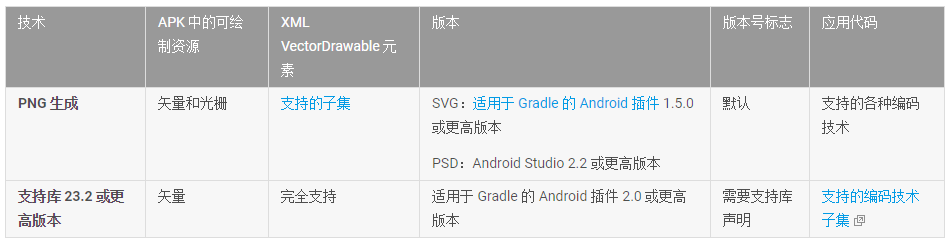 技术
APK 中的可绘
制资源
XML
VectorDrawable 元
素
版本
版本号标志
应用代码
PNG 生成
矢量和光栅
支持的子集
SVG：适用于 Gradle 的 Android 插件 1.5.0
或更高版本
PSD：Android Studio 2.2 或更高版本
默认
支持的各种编码
技术
支持库 23.2 或更
高版本
矢量
完全支持
适用于 Gradle 的 Android 插件 2.0 或更高
版本
需要支持库
声明
支持的编码技术
子集